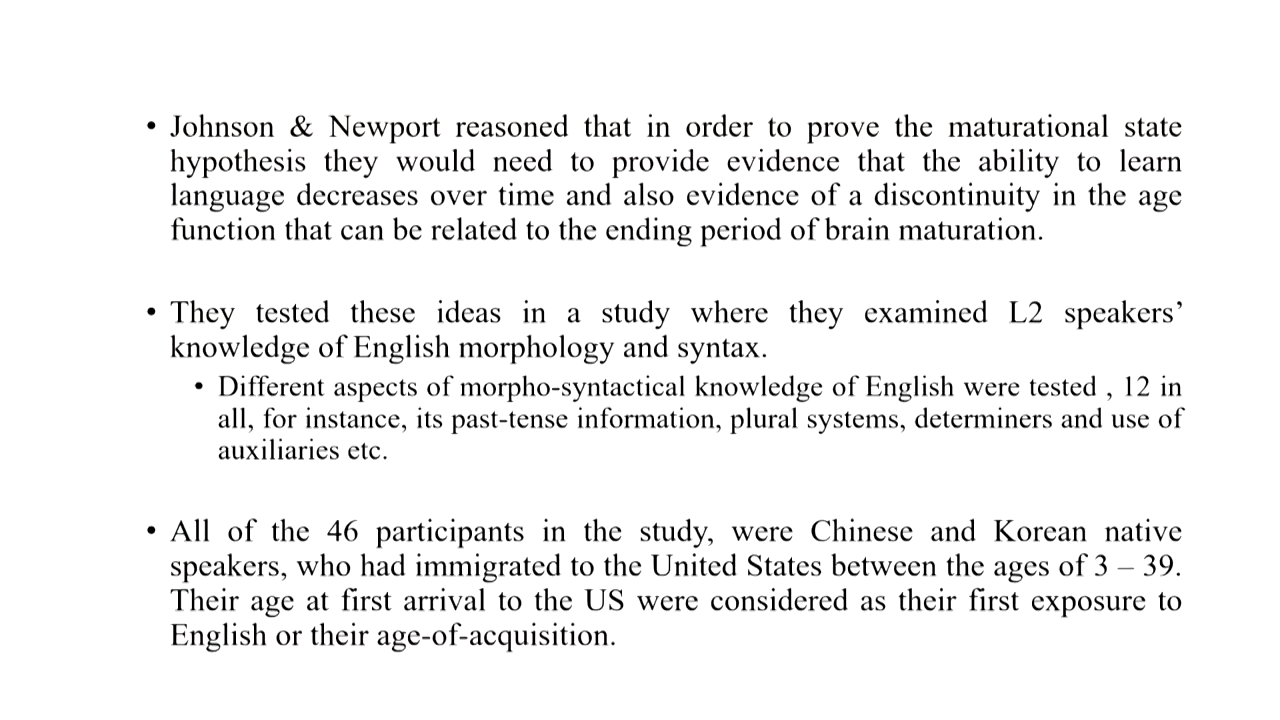 • Johnson & Newport reasoned that in order to prove the maturational state
hypothesis they would need to provide evidence that the ability to learn
language decreases over time and also evidence of a discontinuity in the age
function that can be related to the ending period of brain maturation.
• They tested these ideas in a study where they examined L2 speakers’
knowledge of English morphology and syntax.
• Different aspects of morpho-syntactical knowledge of English were tested , 12 in
all, for instance, its past-tense information, plural systems, determiners and use of
auxiliaries etc.
• All of the 46 participants in the study, were Chinese and Korean native
speakers, who had immigrated to the United States between the ages of 3 – 39.
Their age at first arrival to the US were considered as their first exposure to
English or their age-of-acquisition.